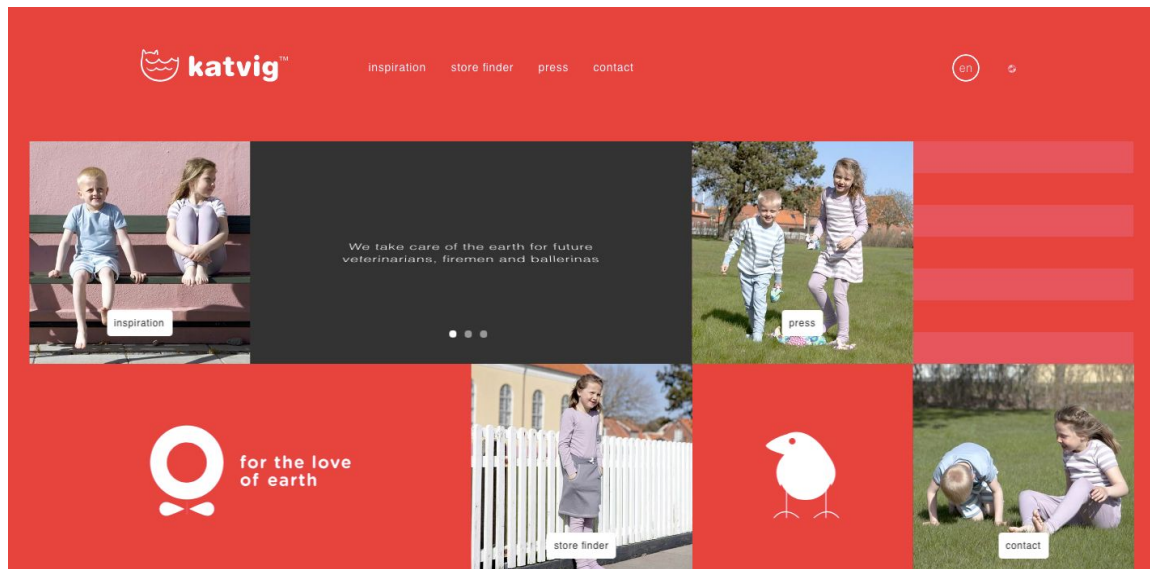 katvig™
inspiration
store finder
press
contact
en
We take care of the earth for future
veterinarians, firemen and ballerinas
inspiration
press
for the love
of earth
store finder
contact